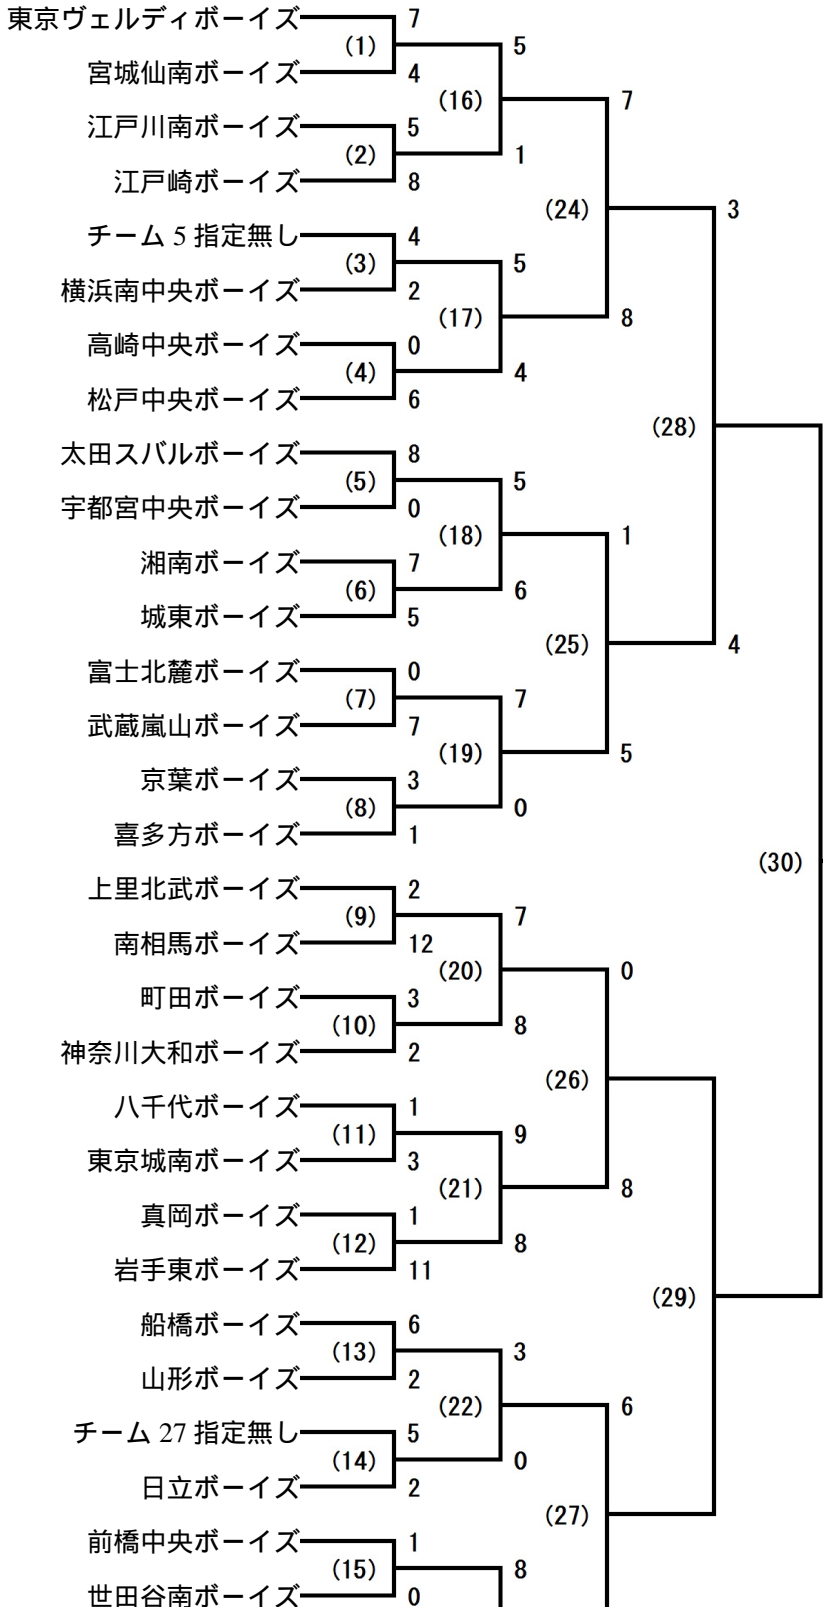 東京ヴェルディボーイズ 7
(1) 5
宮城仙南ボーイズ 4
(16) 7
江戸川南ボーイズ 5
(2) 1
江戸崎ボーイズ 8
(24) 3
チーム 5 指定無し 4
(3) 5
横浜南中央ボーイズ 2
(17) 8
高崎中央ボーイズ 0
(4) 4
松戸中央ボーイズ 6
(28)
太田スバルボーイズ 8
(5) 5
宇都宮中央ボーイズ 0
(18) 1
湘南ボーイズ 7
(6) 6
城東ボーイズ 5
(25) 4
富士北麓ボーイズ 0
(7) 7
武蔵嵐山ボーイズ 7
(19) 5
京葉ボーイズ 3
(8) 0
喜多方ボーイズ 1
(30)
上里北武ボーイズ 2
(9) 7
南相馬ボーイズ 12
(20) 0
町田ボーイズ 3
(10) 8
神奈川大和ボーイズ 2
(26)
八千代ボーイズ 1
(11) 9
東京城南ボーイズ 3
(21) 8
真岡ボーイズ 1
(12) 8
岩手東ボーイズ 11
(29)
船橋ボーイズ 6
(13) 3
山形ボーイズ 2
(22) 6
チーム 27 指定無し 5
(14) 0
日立ボーイズ 2
(27)
前橋中央ボーイズ 1
(15) 8
世田谷南ボーイズ 0